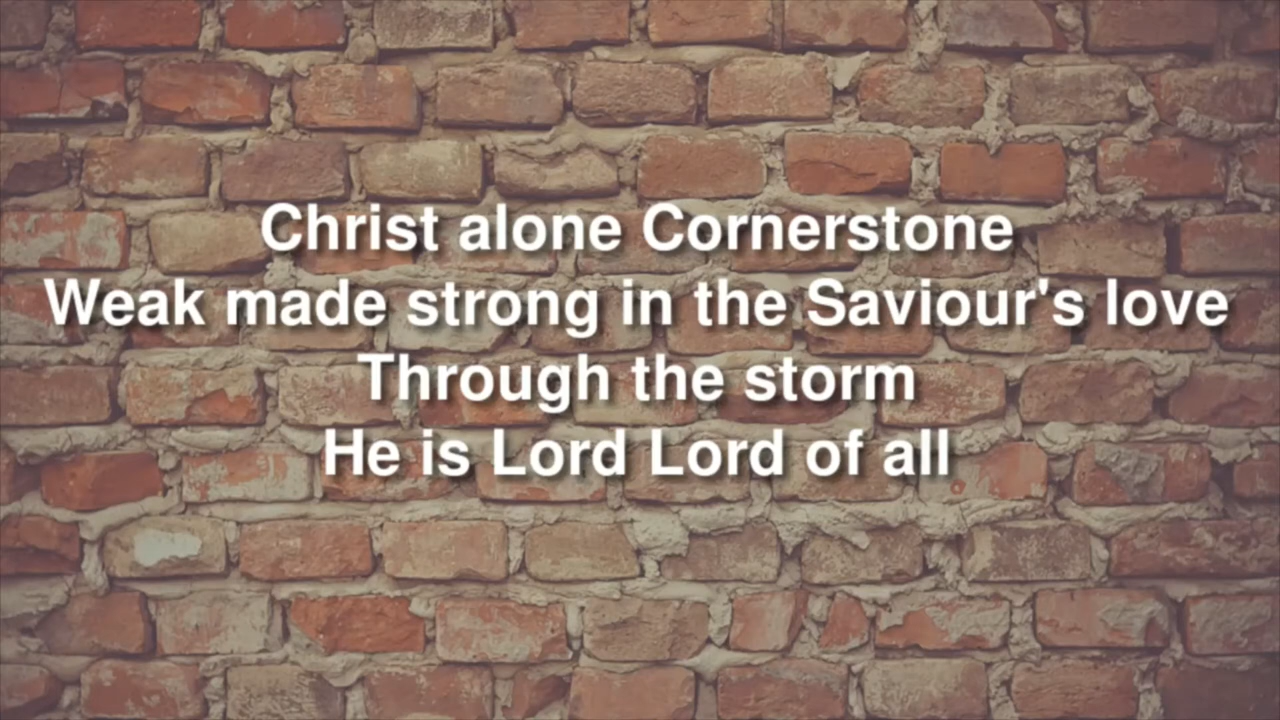 Christ alone Cornerstone
Weak made strong in the Saviour's love
Through the storm
He is Lord Lord of all